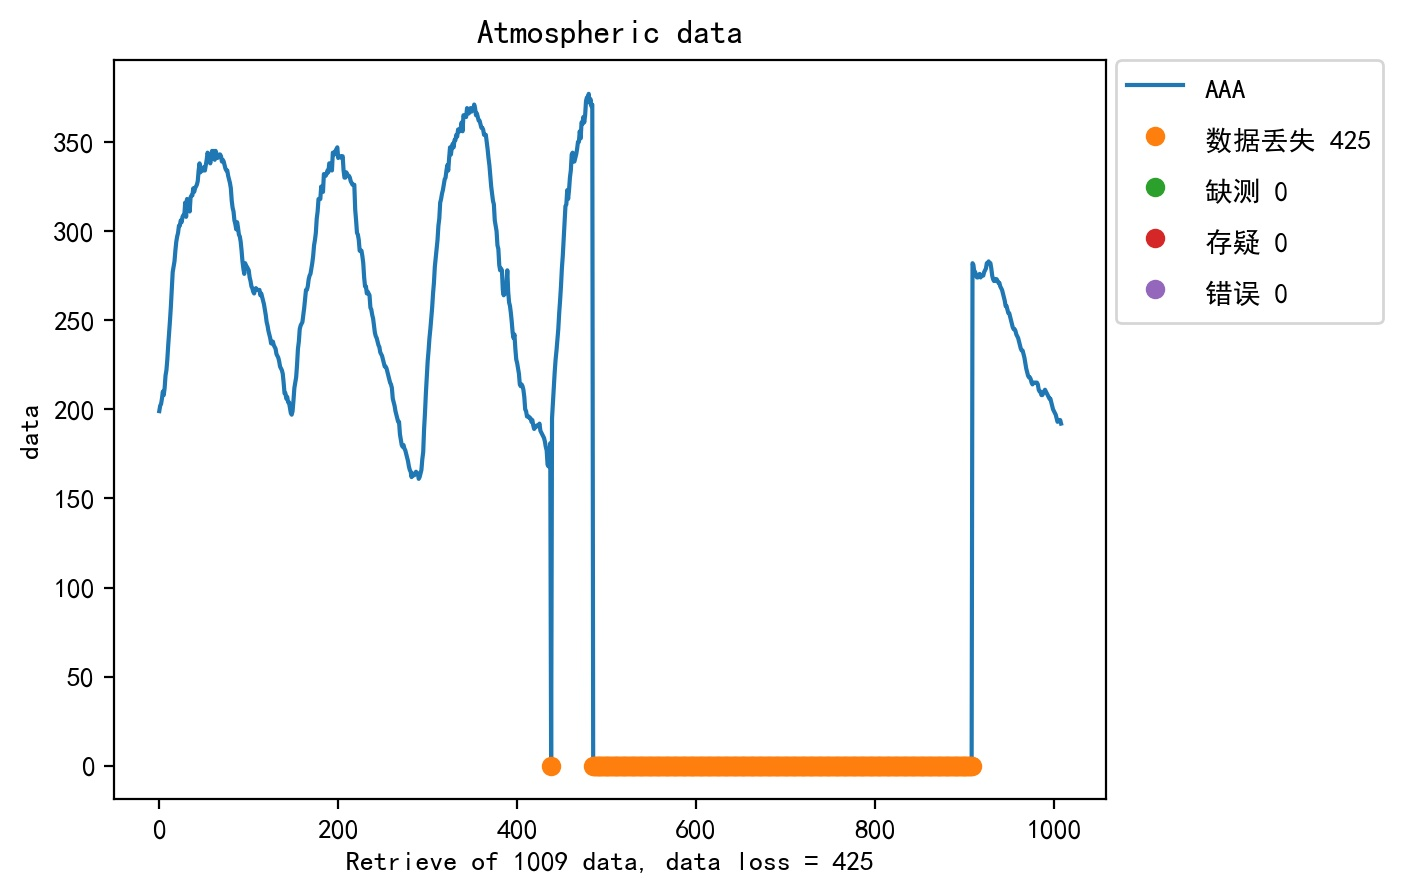 Atmospheric data
AAA
数据丢失 425
缺测 0
存疑 0
错误 0
data
350
300
250
200
150
100
50
0
0 200 400 600 800 1000
Retrieve of 1009 data, data loss = 425